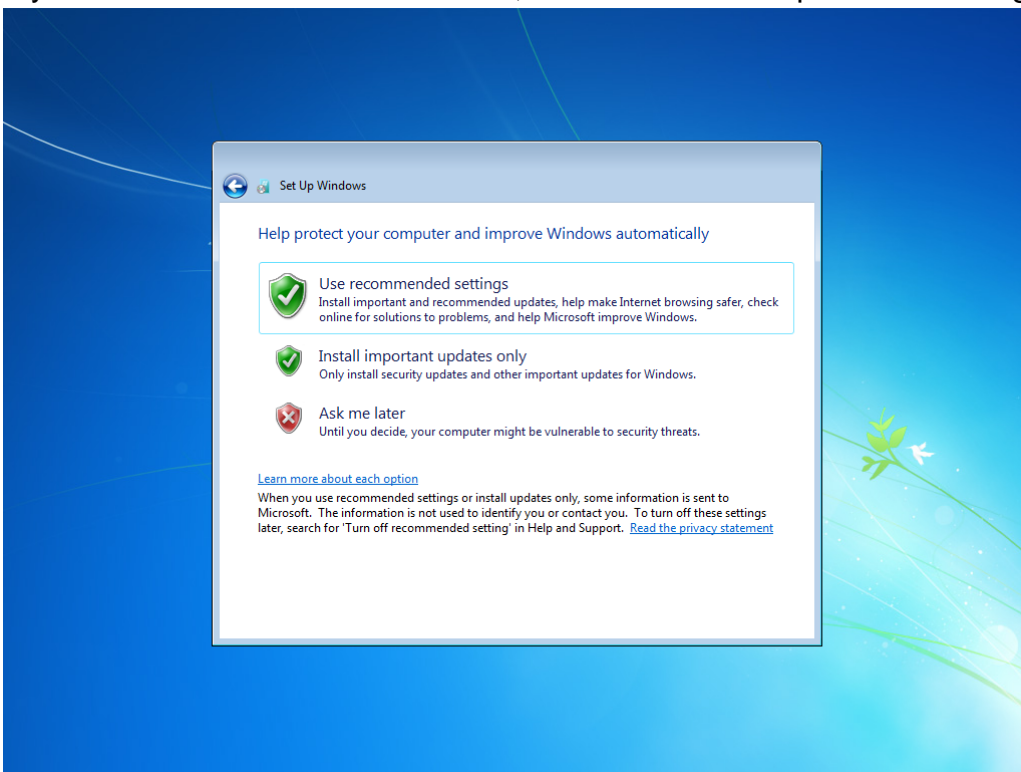 Set Up Windows
Help protect your computer and improve Windows automatically
Use recommended settings
Install important and recommended updates, help make Internet browsing safer, check
online for solutions to problems, and help Microsoft improve Windows.
Install important updates only
Only install security updates and other important updates for Windows.
Ask me later
Until you decide, your computer might be vulnerable to security threats.
Learn more about each option
When you use recommended settings or install updates only, some information is sent to
Microsoft. The information is not used to identify you or contact you. To turn off these settings
later, search for 'Turn off recommended setting' in Help and Support. Read the privacy statement